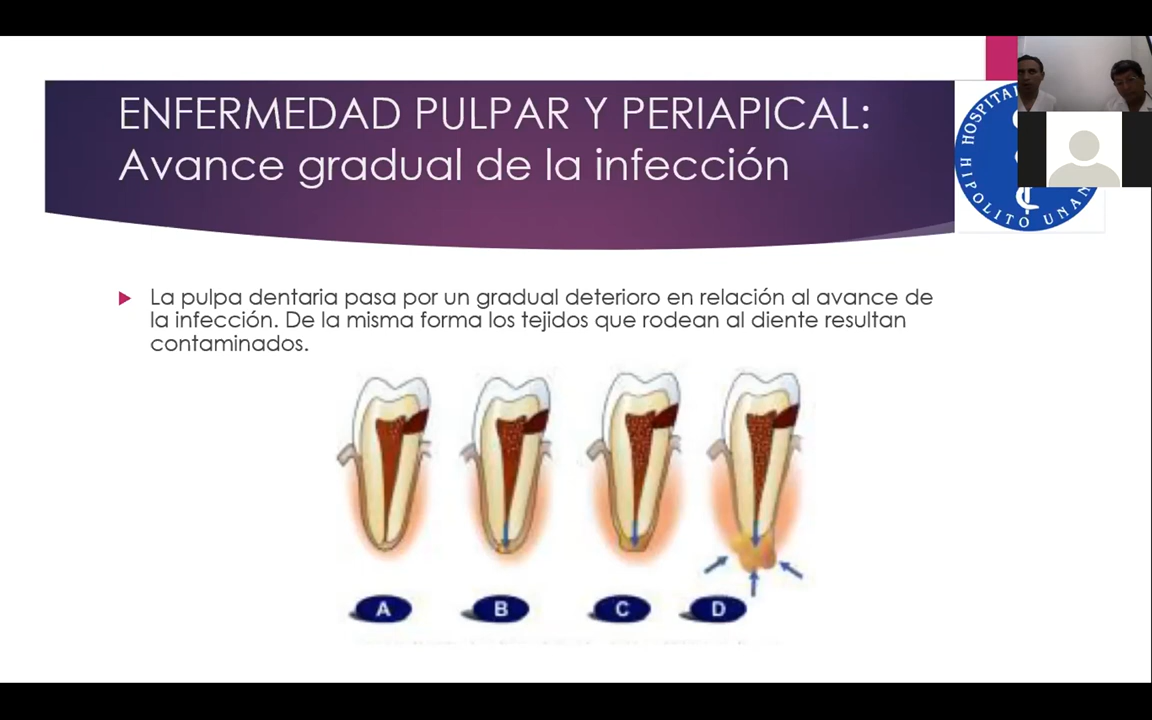 ENFERMEDAD PULPAR Y PERIAPICAL:
Avance gradual de la infección
HOSPITAL
HIPOLITO UNAN
La pulpa dentaria pasa por un gradual deterioro en relación al avance de
la infección. De la misma forma los tejidos que rodean al diente resultan
contaminados.
A
B
C
D